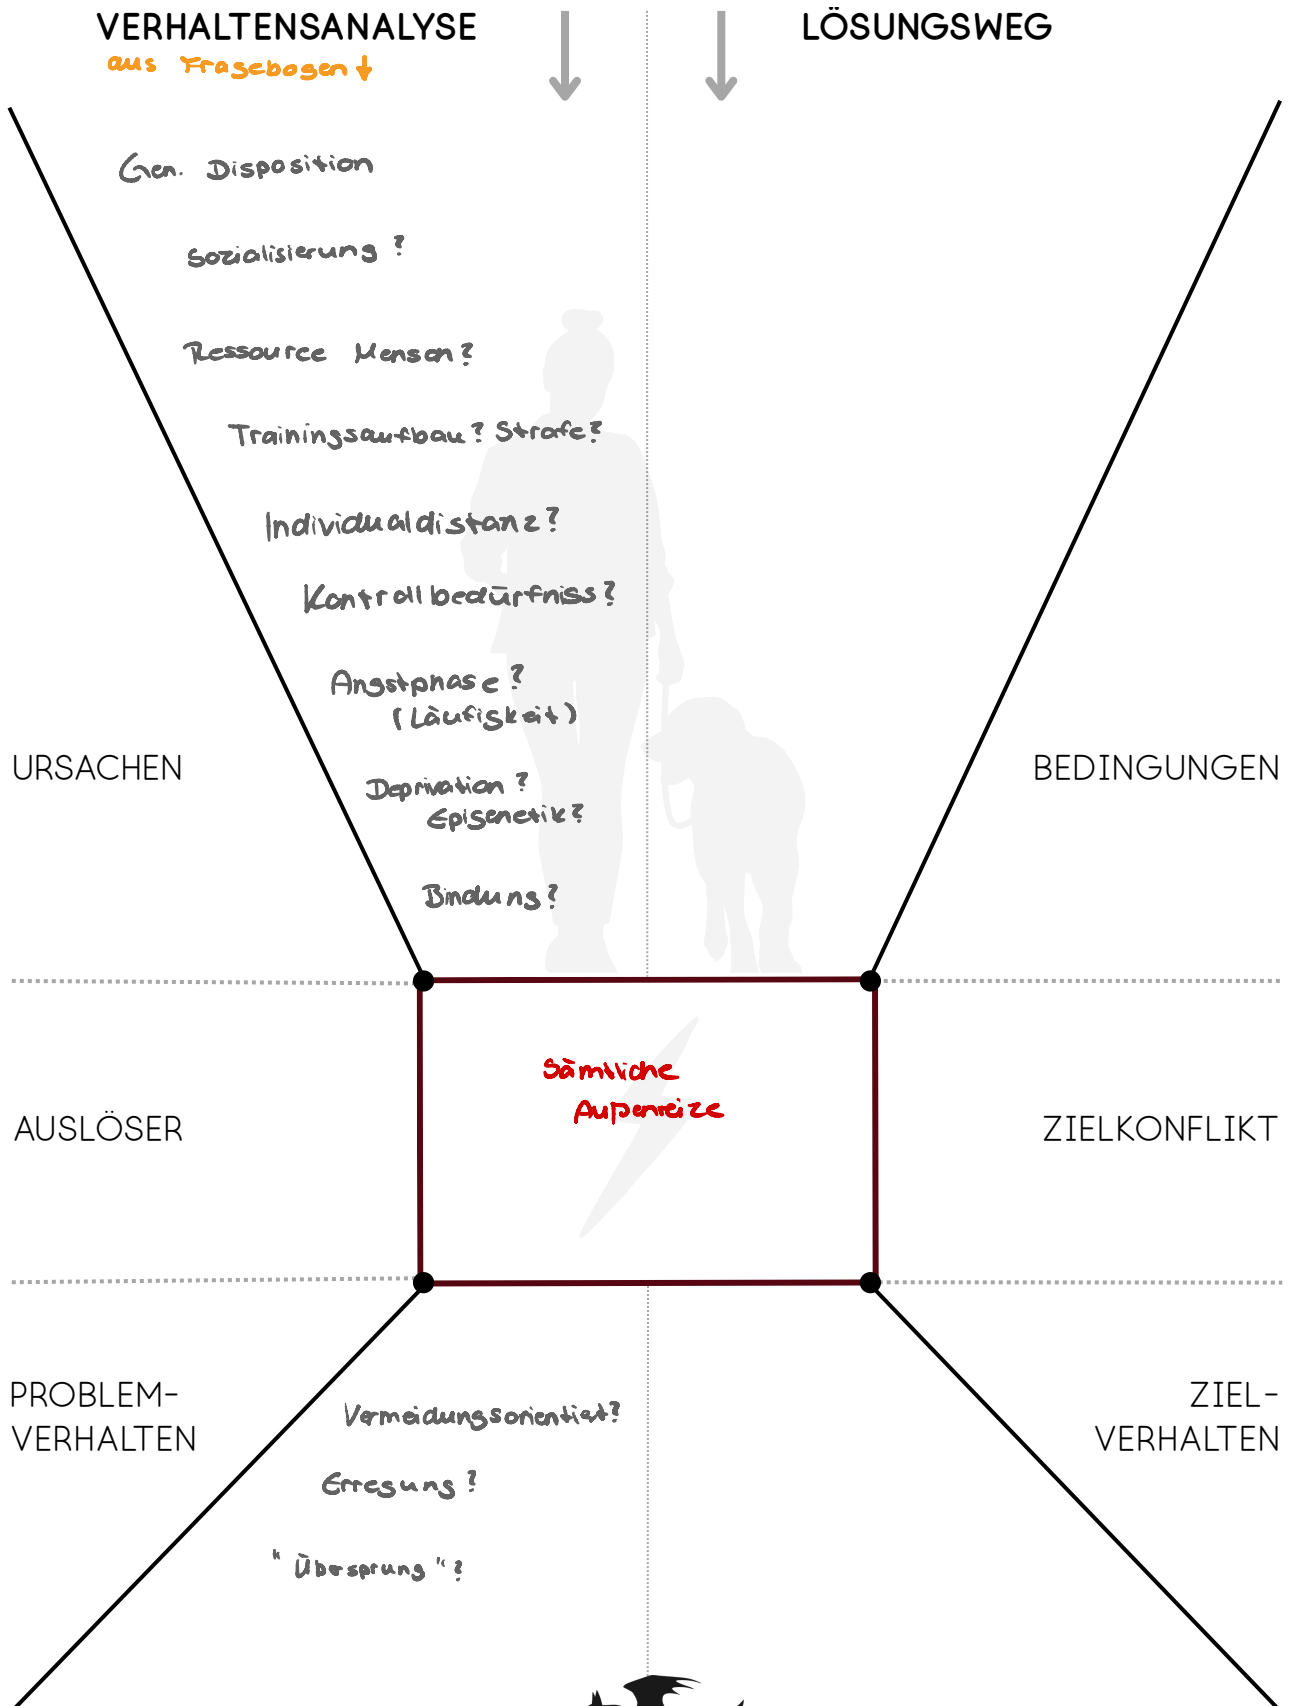 VERHALTENSANALYSE
aus Fragebogen
LÖSUNGSWEG
Gen. Disposition
Sozialisierung ?
Ressource Mensch?
Trainingsaufbau? Strafe?
Individualdistanz?
Kontrollbedürfniss?
Angstphase?
(Läufigkeit)
URSACHEN
BEDINGUNGEN
Deprivation?
Epigenetik?
Bindung?
Sämtliche
Außenreize
AUSLÖSER
ZIELKONFLIKT
PROBLEM-
VERHALTEN
ZIEL-
VERHALTEN
Vermeidungsorientiert?
Erregung?
"Übersprung"?